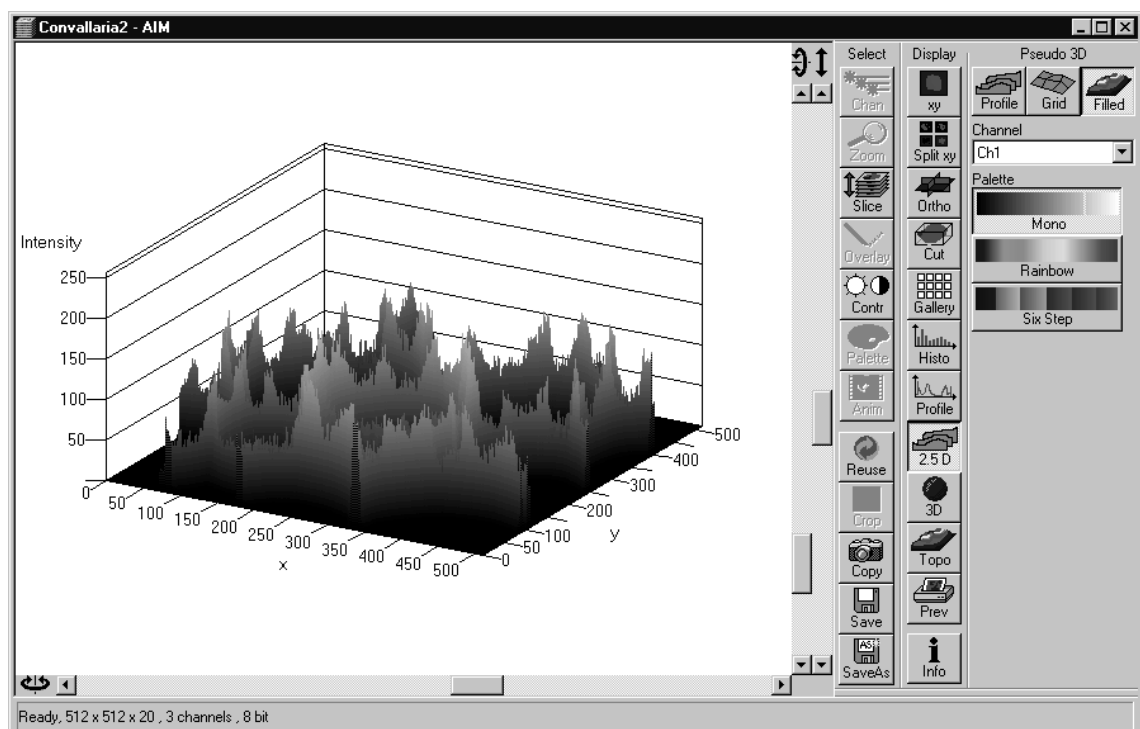 Convallaria2 - AIM
Intensity
250
200
150
100
50
0
50
100
150
200
250
300
350
400
450
500
x
0
50
100
200
300
400
500
y
Select
Chan
Zoom
Slice
Overlay
Contr
Palette
Anim
Reuse
Crop
Copy
Save
AS
SaveAs
Display
xy
Split xy
Ortho
Cut
Gallery
Histo
Profile
2.5 D
3D
Topo
Prev
i
Info
Pseudo 3D
Profile
Grid
Filled
Channel
Ch1
Palette
Mono
Rainbow
Six Step
Ready, 512 x 512 x 20 , 3 channels , 8 bit